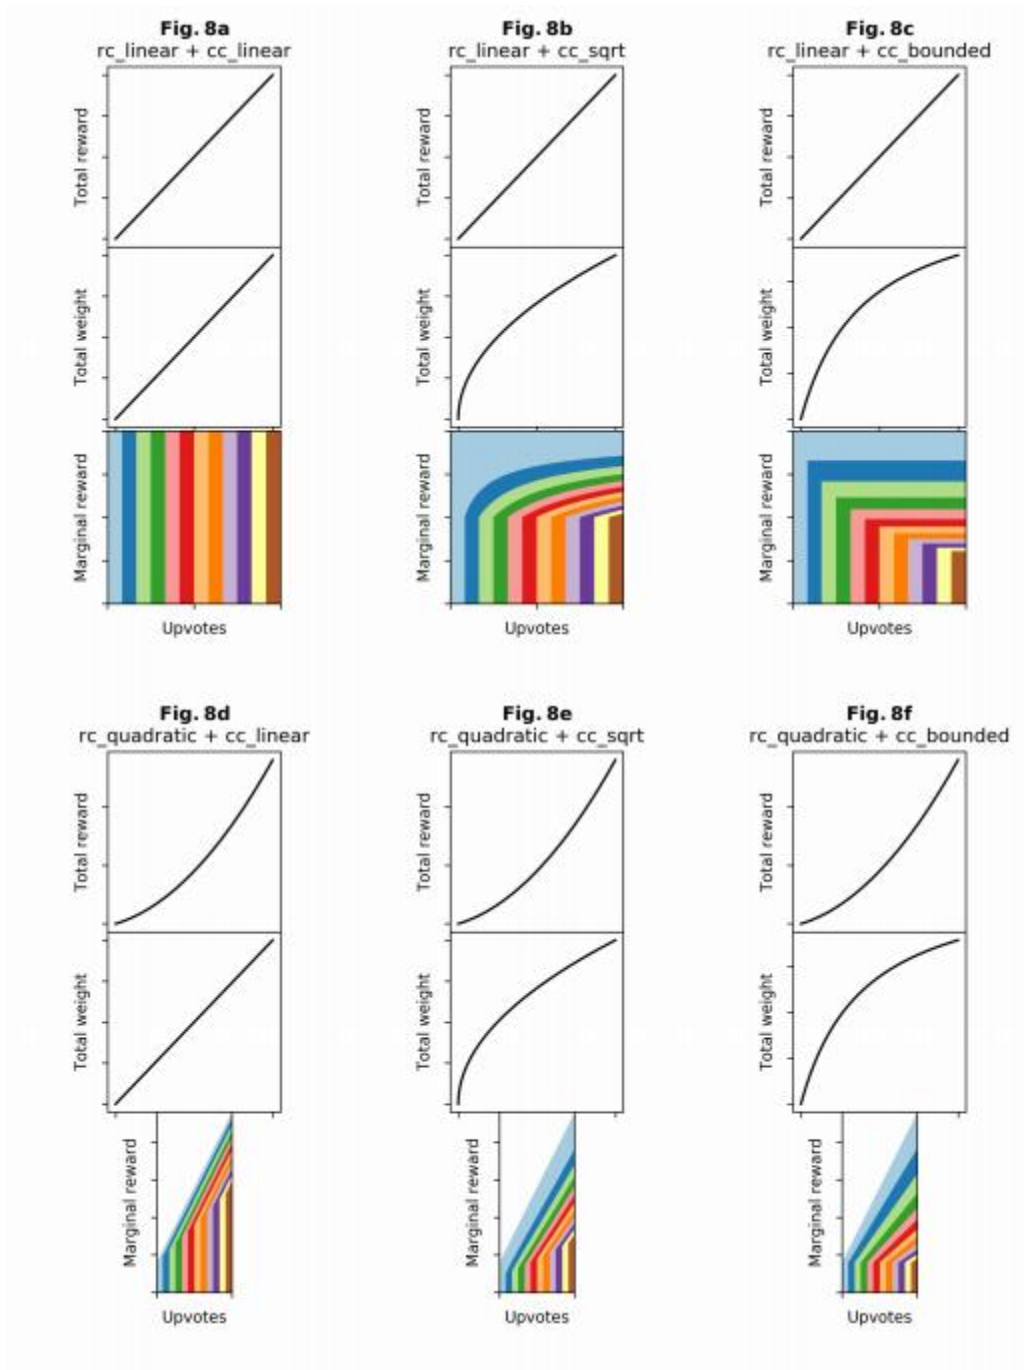 Fig. 8a
rc_linear + cc_linear
Total reward
Total weight
Marginal reward
Upvotes
Fig. 8b
rc_linear + cc_sqrt
Total reward
Total weight
Marginal reward
Upvotes
Fig. 8c
rc_linear + cc_bounded
Total reward
Total weight
Marginal reward
Upvotes
Fig. 8d
rc_quadratic + cc_linear
Total reward
Total weight
Marginal reward
Upvotes
Fig. 8e
rc_quadratic + cc_sqrt
Total reward
Total weight
Marginal reward
Upvotes
Fig. 8f
rc_quadratic + cc_bounded
Total reward
Total weight
Marginal reward
Upvotes